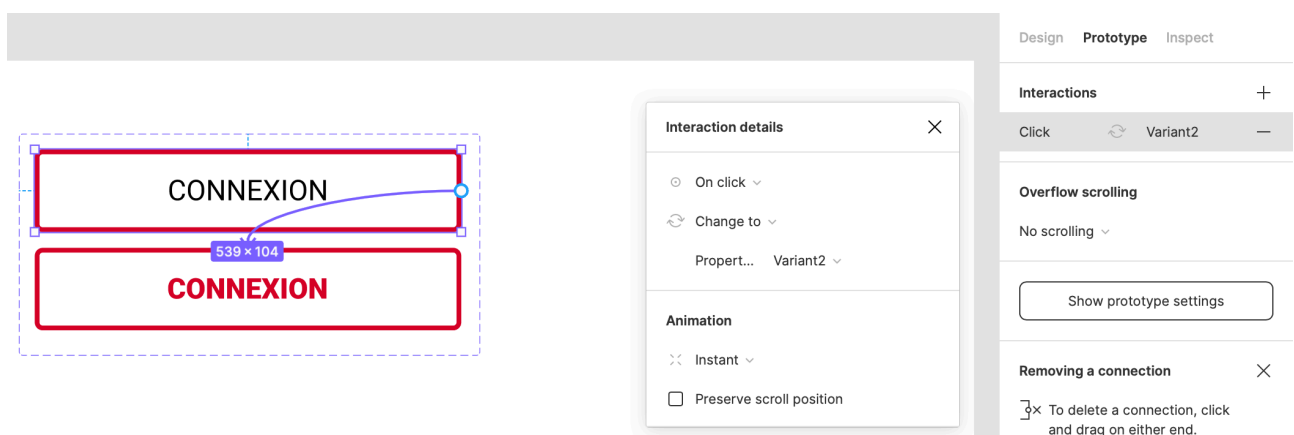 Design Prototype Inspect
Interactions
Click Variant2
Overflow scrolling
No scrolling
Show prototype settings
Removing a connection
To delete a connection, click
and drag on either end.
Interaction details
On click
Change to
Propert... Variant2
Animation
Instant
Preserve scroll position
CONNEXION
539 × 104
CONNEXION